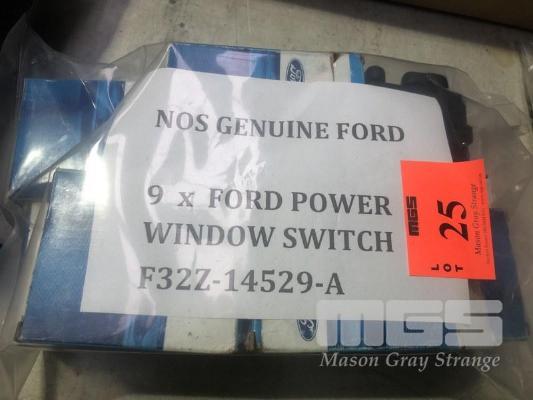 Ford
NOS GENUINE FORD
9 x FORD POWER
WINDOW SWITCH
F32Z-14529-A
MGS
LOT 25
Mason Gray Strange
MGS
Mason Gray Strange